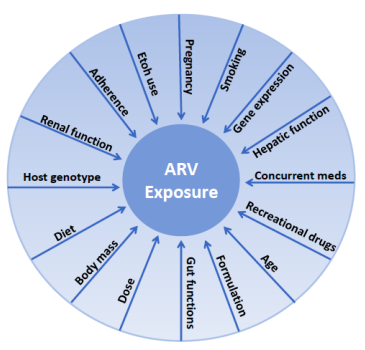 ARV
Exposure
Pregnancy
Smoking
Gene expression
Hepatic function
Concurrent meds
Recreational drugs
Age
Formulation
Gut functions
Dose
Body mass
Diet
Host genotype
Renal function
Adherence
Etoh use